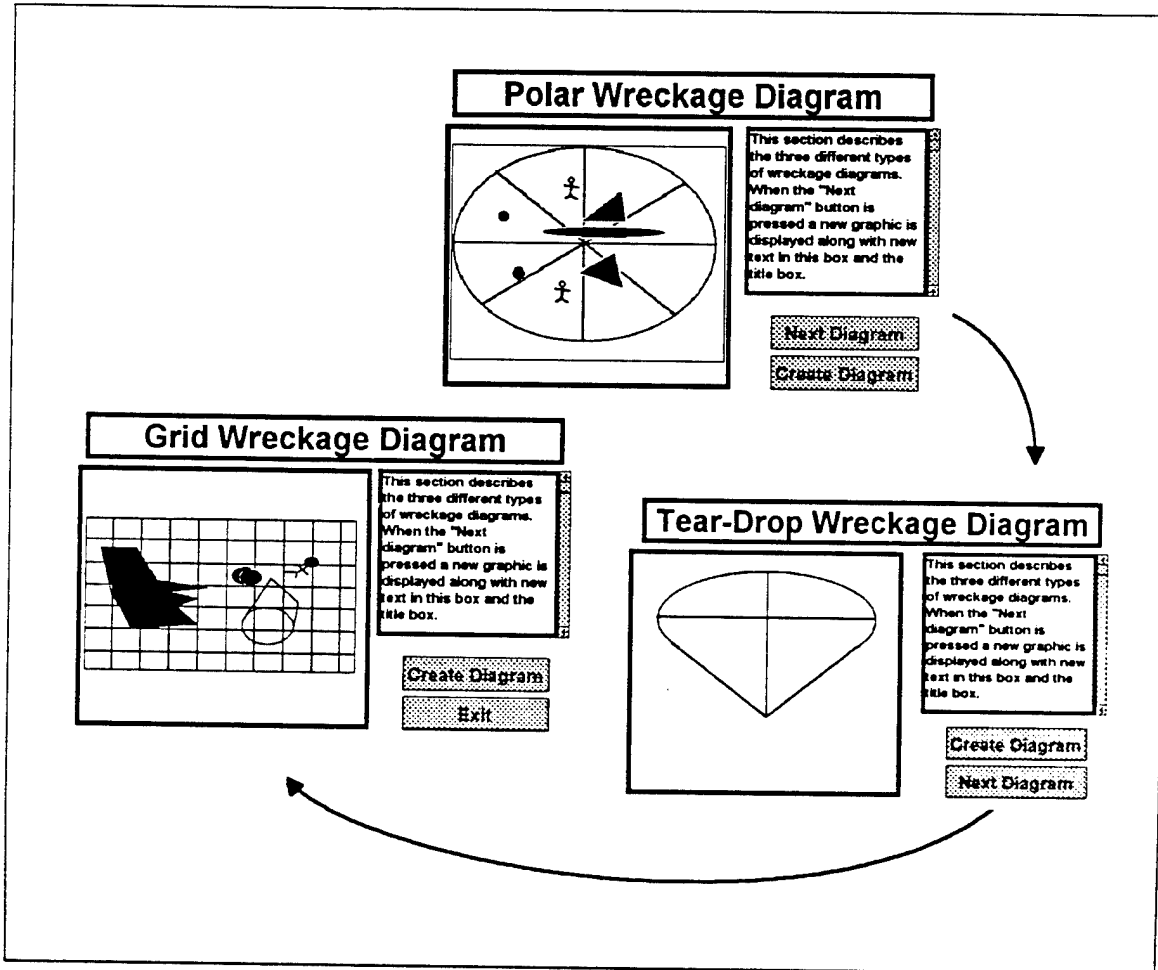 Polar Wreckage Diagram
This section describes
the three different types
of wreckage diagrams.
When the "Next
diagram" button is
pressed a new graphic is
displayed along with new
text in this box and the
title box.
Next Diagram
Create Diagram
Grid Wreckage Diagram
This section describes
the three different types
of wreckage diagrams.
When the "Next
diagram" button is
pressed a new graphic is
displayed along with new
text in this box and the
title box.
Create Diagram
Exit
Tear-Drop Wreckage Diagram
This section describes
the three different types
of wreckage diagrams.
When the "Next
diagram" button is
pressed a new graphic is
displayed along with new
text in this box and the
title box.
Create Diagram
Next Diagram